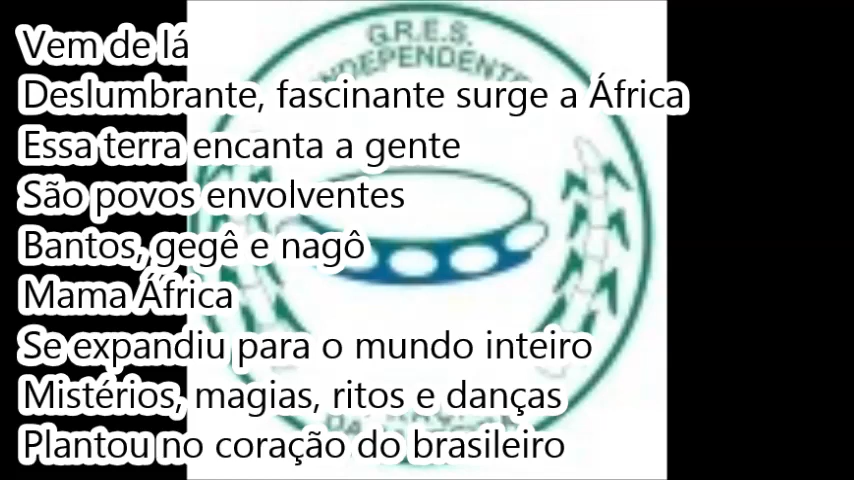 G.R.E.S.
INDEPENDENTE
Vem de lá
Deslumbrante, fascinante surge a África
Essa terra encanta a gente
São povos envolventes
Bantos, gegê e nagô
Mama África
Se expandiu para o mundo inteiro
Mistérios, magias, ritos e danças
Plantou no coração do brasileiro